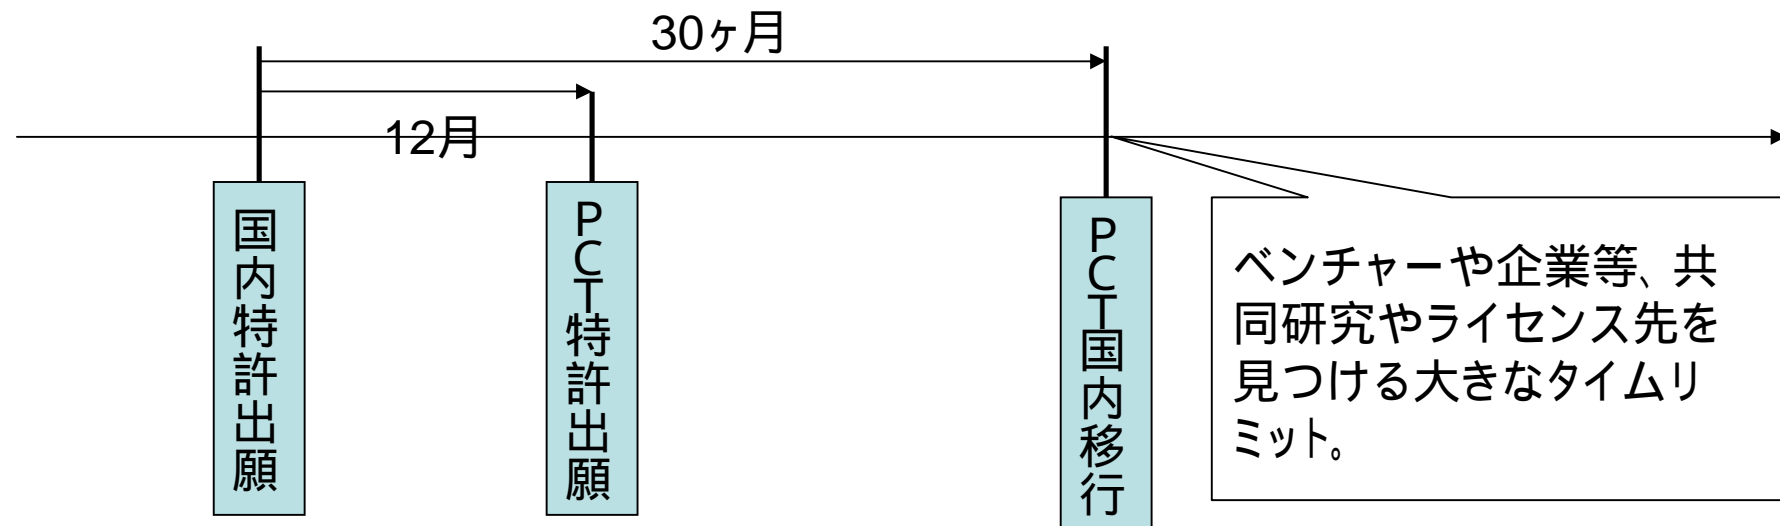 30ヶ月
12月
国内特許出願
PCT特許出願
PCT国内移行
ベンチャーや企業等、共
同研究やライセンス先を
見つける大きなタイムリ
ミット。